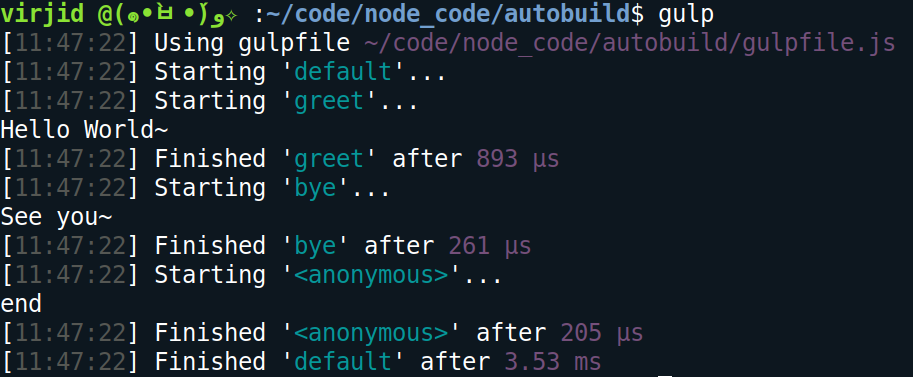 virjid @(๑•̀ㅂ•́)و✧ :~/code/node_code/autobuild$ gulp
[11:47:22] Using gulpfile ~/code/node_code/autobuild/gulpfile.js
[11:47:22] Starting 'default'...
[11:47:22] Starting 'greet'...
Hello World~
[11:47:22] Finished 'greet' after 893 μs
[11:47:22] Starting 'bye'...
See you~
[11:47:22] Finished 'bye' after 261 μs
[11:47:22] Starting '<anonymous>'...
end
[11:47:22] Finished '<anonymous>' after 205 μs
[11:47:22] Finished 'default' after 3.53 ms